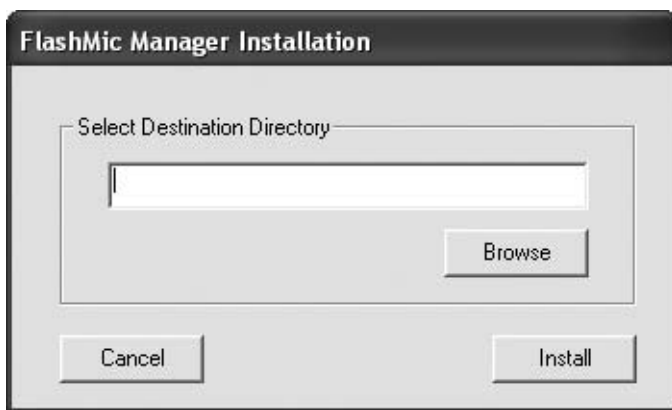 FlashMic Manager Installation
Select Destination Directory
Browse
Cancel
Install